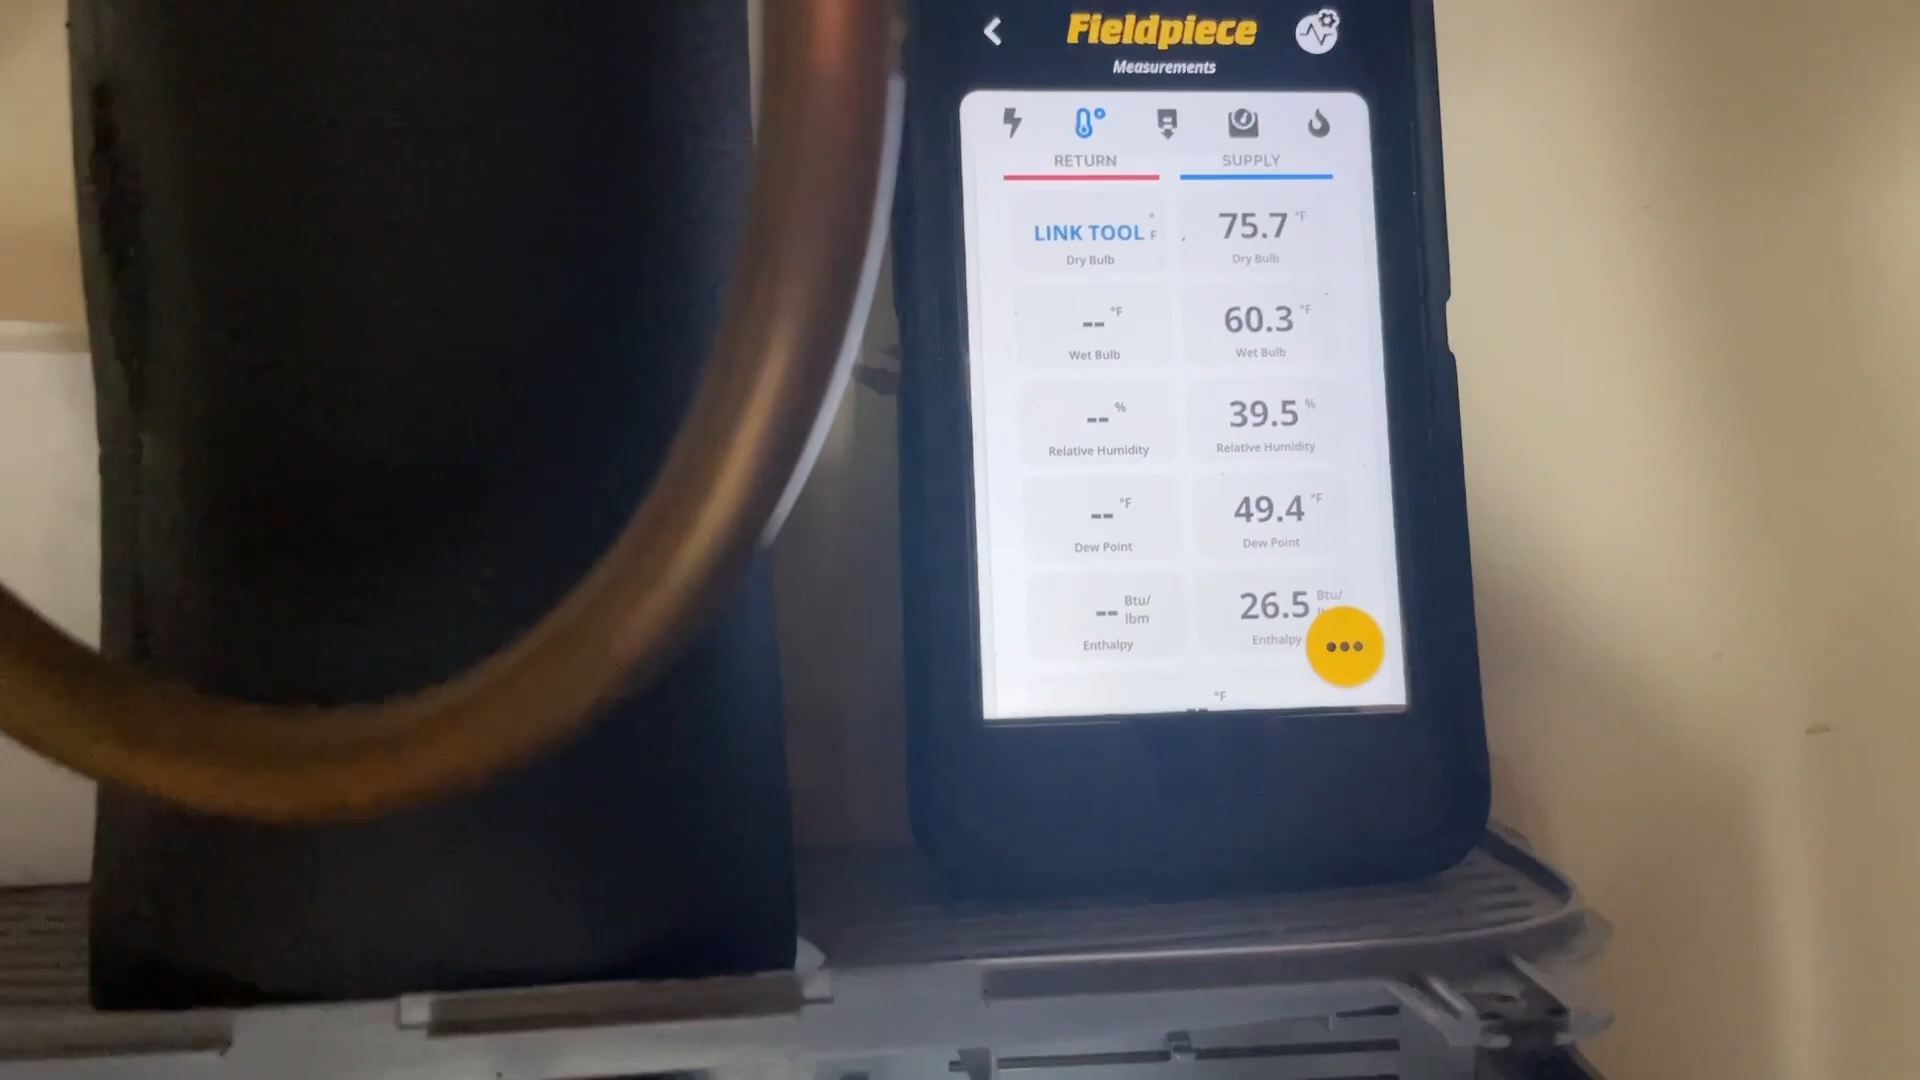 Fieldpiece
Measurements
RETURN SUPPLY
LINK TOOL °F 75.7 °F
Dry Bulb Dry Bulb
-- °F 60.3 °F
Wet Bulb Wet Bulb
-- % 39.5 %
Relative Humidity Relative Humidity
-- °F 49.4 °F
Dew Point Dew Point
-- Btu/lbm 26.5 Btu/
Enthalpy Enthalpy
°F
--